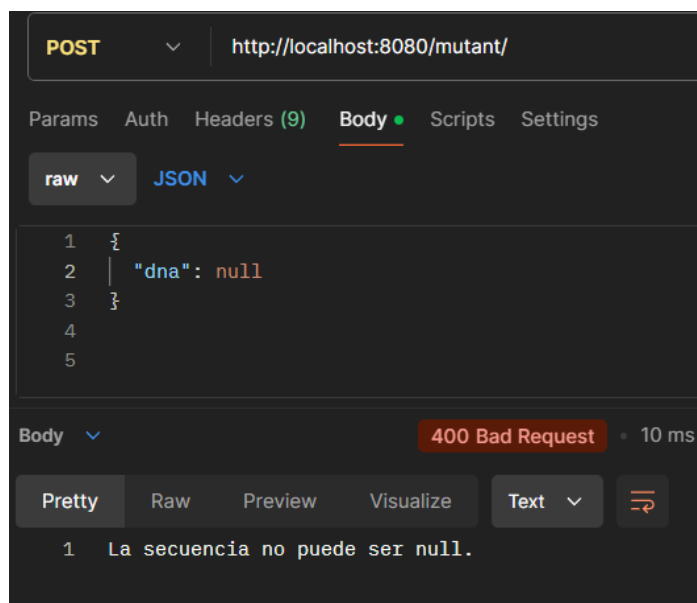 POST http://localhost:8080/mutant/
Params Auth Headers (9) Body Scripts Settings
raw JSON
1 {
2 "dna": null
3 }
4
5
Body 400 Bad Request 10 ms
Pretty Raw Preview Visualize Text
1 La secuencia no puede ser null.